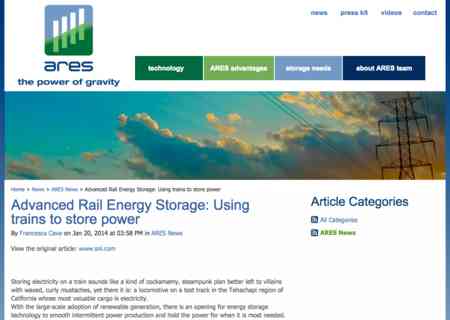 news press kit videos contact
ares
the power of gravity
technology ARES advantages storage needs about ARES team
Home > News > ARES News > Advanced Rail Energy Storage: Using trains to store power
Advanced Rail Energy Storage: Using
trains to store power
By Francesca Cava on Jan 20, 2014 at 03:58 PM in ARES News
View the original article: www.snl.com
Article Categories
All Categories
ARES News
Storing electricity on a train sounds like a kind of cockamamy, steampunk plan better left to villains
with waxed, curly mustaches, yet there it is: a locomotive on a test track in the Tehachapi region of
California whose most valuable cargo is electricity.
With the large-scale adoption of renewable generation, there is an opening for energy storage
technology to smooth intermittent power production and hold the power for when it is most needed.